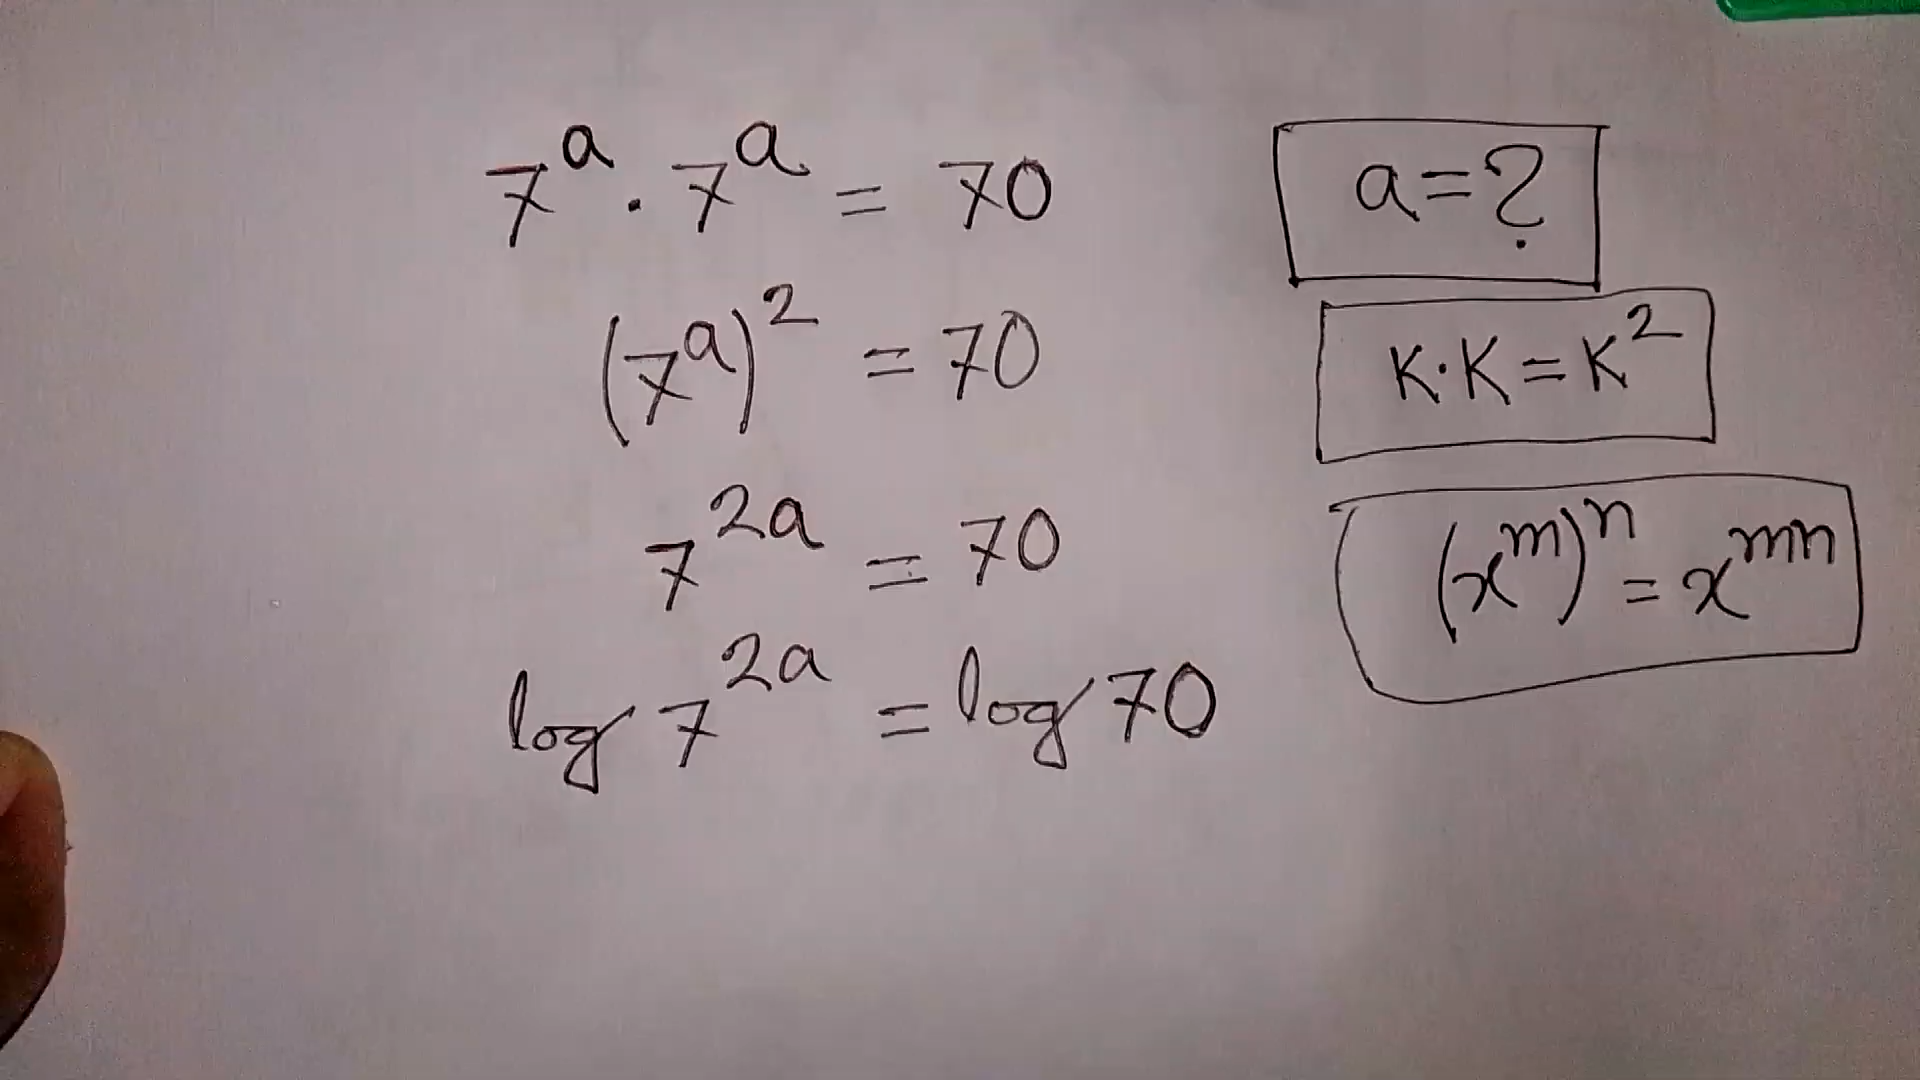 7^a · 7^a = 70
a = ?
(7^a)^2 = 70
K·K = K^2
7^2a = 70
(x^m)^n = x^mn
log 7^2a = log 70